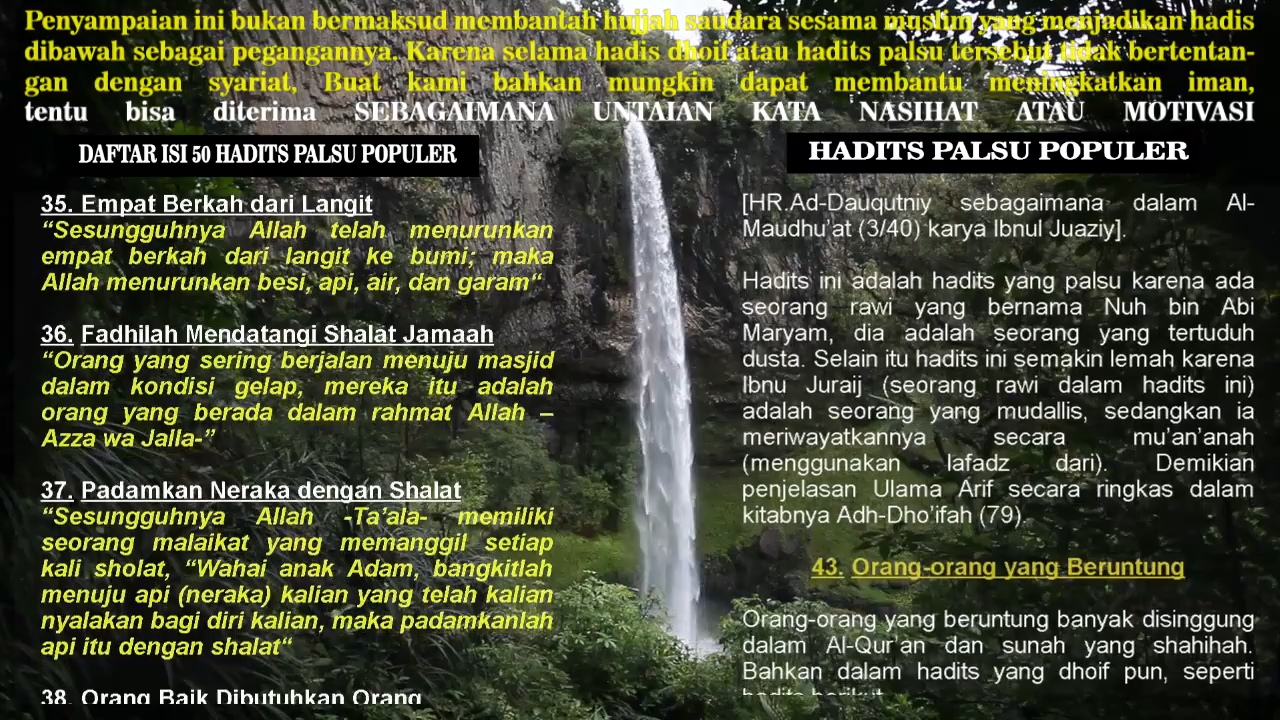 Penyampaian ini bukan bermaksud membantah hujjah saudara sesama muslim yang menjadikan hadis
dibawah sebagai pegangannya. Karena selama hadis dhoif atau hadits palsu tersebut tidak bertentan-
gan dengan syariat, Buat kami bahkan mungkin dapat membantu meningkatkan iman,
tentu bisa diterima SEBAGAIMANA UNTAIAN KATA NASIHAT ATAU MOTIVASI
DAFTAR ISI 50 HADITS PALSU POPULER
35. Empat Berkah dari Langit
“Sesungguhnya Allah telah menurunkan
empat berkah dari langit ke bumi; maka
Allah menurunkan besi, api, air, dan garam“
36. Fadhilah Mendatangi Shalat Jamaah
“Orang yang sering berjalan menuju masjid
dalam kondisi gelap, mereka itu adalah
orang yang berada dalam rahmat Allah –
Azza wa Jalla-”
37. Padamkan Neraka dengan Shalat
“Sesungguhnya Allah -Ta’ala- memiliki
seorang malaikat yang memanggil setiap
kali sholat, “Wahai anak Adam, bangkitlah
menuju api (neraka) kalian yang telah kalian
nyalakan bagi diri kalian, maka padamkanlah
api itu dengan shalat“
38. Orang Baik Dibutuhkan Orang
HADITS PALSU POPULER
[HR.Ad-Dauqutniy sebagaimana dalam Al-
Maudhu’at (3/40) karya Ibnul Juaziy].
Hadits ini adalah hadits yang palsu karena ada
seorang rawi yang bernama Nuh bin Abi
Maryam, dia adalah seorang yang tertuduh
dusta. Selain itu hadits ini semakin lemah karena
Ibnu Juraij (seorang rawi dalam hadits ini)
adalah seorang yang mudallis, sedangkan ia
meriwayatkannya secara mu’an’anah
(menggunakan lafadz dari). Demikian
penjelasan Ulama Arif secara ringkas dalam
kitabnya Adh-Dho’ifah (79).
43. Orang-orang yang Beruntung
Orang-orang yang beruntung banyak disinggung
dalam Al-Qur’an dan sunah yang shahihah.
Bahkan dalam hadits yang dhoif pun, seperti
hadits berikut